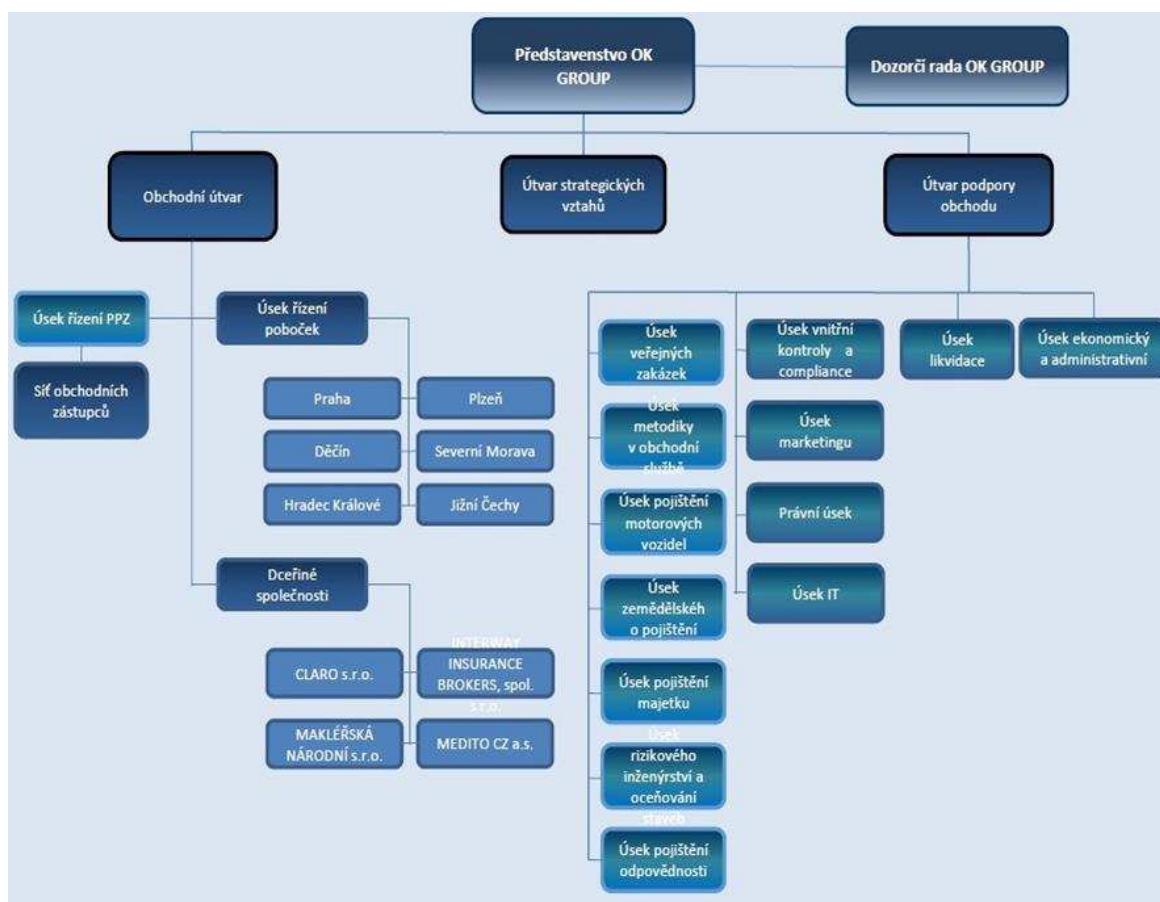 Představenstvo OK
GROUP
Dozorčí rada OK GROUP
Obchodní útvar
Útvar strategických
vztahů
Útvar podpory
obchodu
Úsek řízení PPZ
Síť obchodních
zástupců
Úsek řízení
poboček
Praha
Plzeň
Děčín
Severní Morava
Hradec Králové
Jižní Čechy
Dceřiné
společnosti
CLARO s.r.o.
INTERWAY
INSURANCE
BROKERS, spol.
s.r.o.
MAKLÉŘSKÁ
NÁRODNÍ s.r.o.
MEDITO CZ a.s.
Úsek
veřejných
zakázek
Úsek
metodiky
v obchodní
službě
Úsek pojištění
motorových
vozidel
Úsek
zemědělskéh
o pojištění
Úsek pojištění
majetku
Úsek
rizikového
inženýrství a
oceňování
staveb
Úsek pojištění
odpovědnosti
Úsek vnitřní
kontroly a
compliance
Úsek
marketingu
Právní úsek
Úsek IT
Úsek
likvidace
Úsek ekonomický
a administrativní